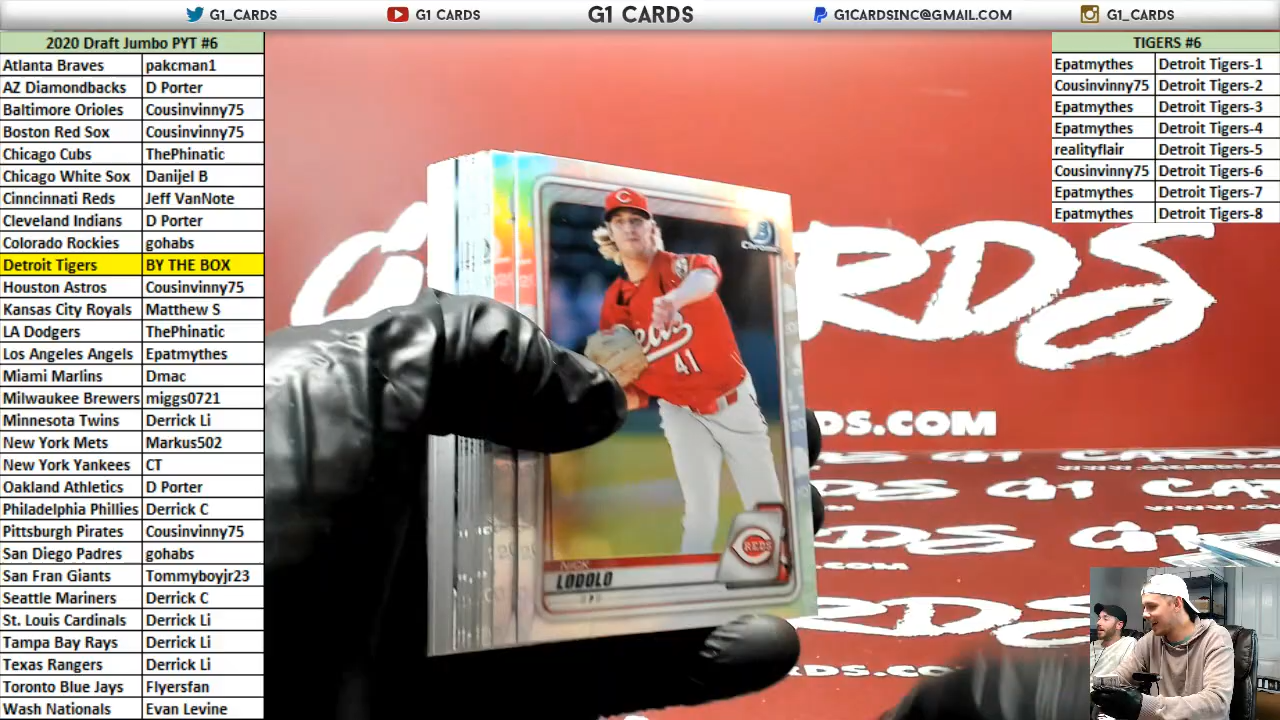 G1_CARDS
G1 CARDS
G1 CARDS
G1CARDSINC@GMAIL.COM
G1_CARDS
2020 Draft Jumbo PYT #6
Atlanta Braves pakcman1
AZ Diamondbacks D Porter
Baltimore Orioles Cousinvinny75
Boston Red Sox Cousinvinny75
Chicago Cubs ThePhinatic
Chicago White Sox Danijel B
Cinncinnati Reds Jeff VanNote
Cleveland Indians D Porter
Colorado Rockies gohabs
Detroit Tigers BY THE BOX
Houston Astros Cousinvinny75
Kansas City Royals Matthew S
LA Dodgers ThePhinatic
Los Angeles Angels Epatmythes
Miami Marlins Dmac
Milwaukee Brewers miggs0721
Minnesota Twins Derrick Li
New York Mets Markus502
New York Yankees CT
Oakland Athletics D Porter
Philadelphia Phillies Derrick C
Pittsburgh Pirates Cousinvinny75
San Diego Padres gohabs
San Fran Giants Tommyboyjr23
Seattle Mariners Derrick C
St. Louis Cardinals Derrick Li
Tampa Bay Rays Derrick Li
Texas Rangers Derrick Li
Toronto Blue Jays Flyersfan
Wash Nationals Evan Levine
TIGERS #6
Epatmythes Detroit Tigers-1
Cousinvinny75 Detroit Tigers-2
Epatmythes Detroit Tigers-3
Epatmythes Detroit Tigers-4
realityflair Detroit Tigers-5
Cousinvinny75 Detroit Tigers-6
Epatmythes Detroit Tigers-7
Epatmythes Detroit Tigers-8
B
Chrome
C
41
REDS
NICK
LODOLO
CARDS
DS.COM
G1 CARDS
G1
CARDS